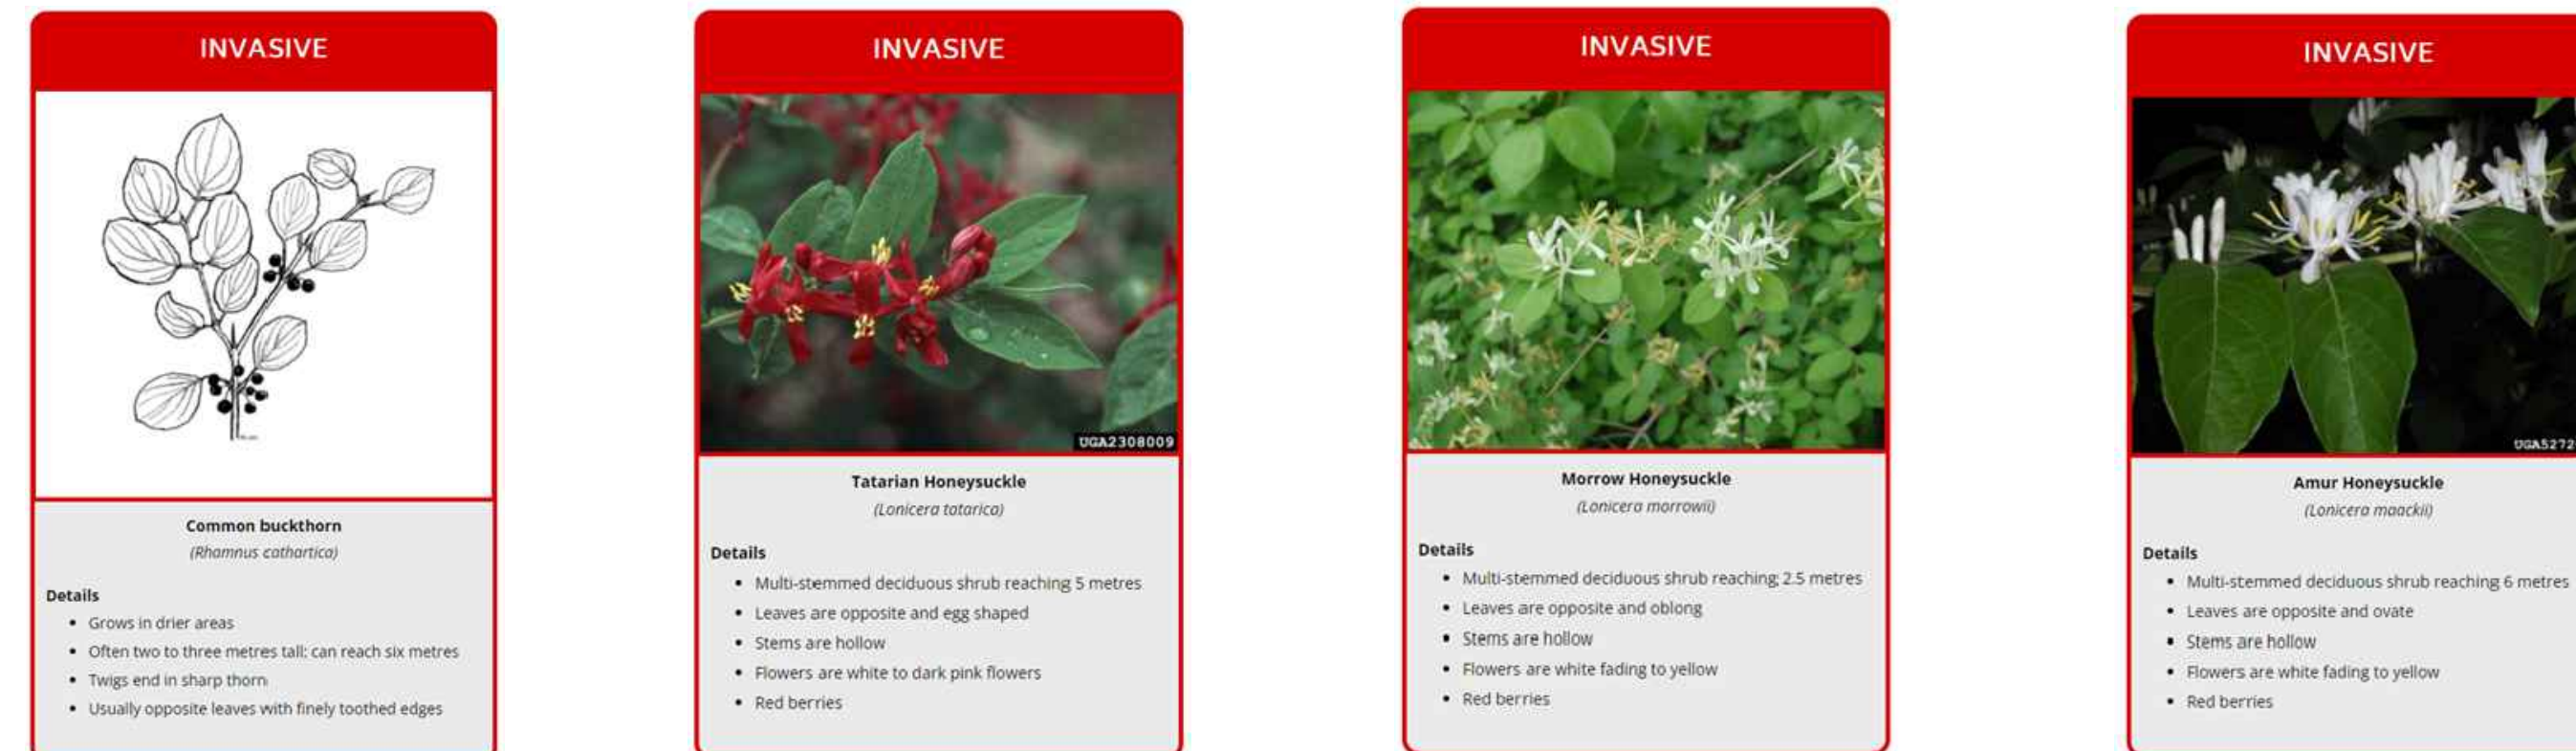 INVASIVE
Common buckthorn
(Rhamnus cathartica)
Details
• Grows in drier areas
• Often two to three metres tall; can reach six metres
• Twigs end in sharp thorn
• Usually opposite leaves with finely toothed edges
INVASIVE
UGA2308009
Tatarian Honeysuckle
(Lonicera tatarica)
Details
• Multi-stemmed deciduous shrub reaching 5 metres
• Leaves are opposite and egg shaped
• Stems are hollow
• Flowers are white to dark pink flowers
• Red berries
INVASIVE
Morrow Honeysuckle
(Lonicera morrowii)
Details
• Multi-stemmed deciduous shrub reaching 2.5 metres
• Leaves are opposite and oblong
• Stems are hollow
• Flowers are white fading to yellow
• Red berries
INVASIVE
UGA5272
Amur Honeysuckle
(Lonicera maackii)
Details
• Multi-stemmed deciduous shrub reaching 6 metres
• Leaves are opposite and ovate
• Stems are hollow
• Flowers are white fading to yellow
• Red berries